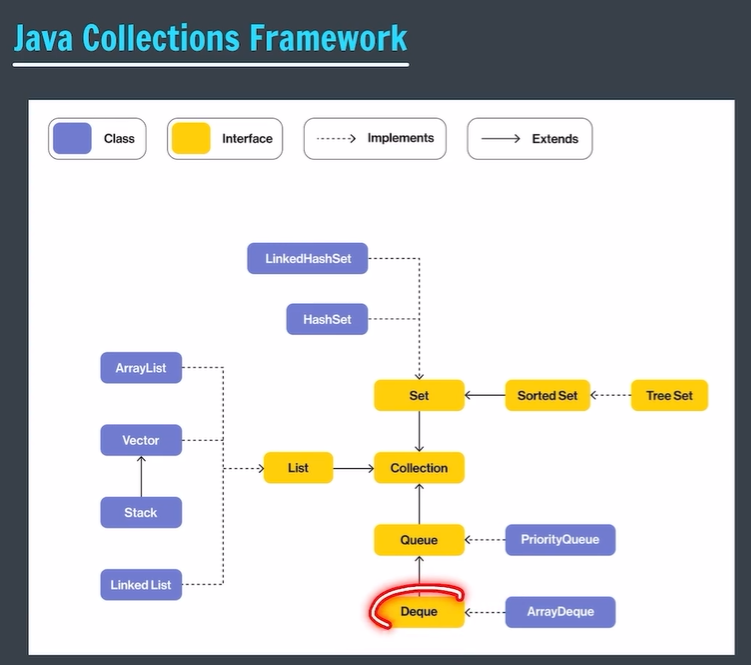 Java Collections Framework
Class
Interface
Implements
Extends
LinkedHashSet
HashSet
ArrayList
Set
Sorted Set
Tree Set
Vector
List
Collection
Stack
Queue
PriorityQueue
Linked List
Deque
ArrayDeque